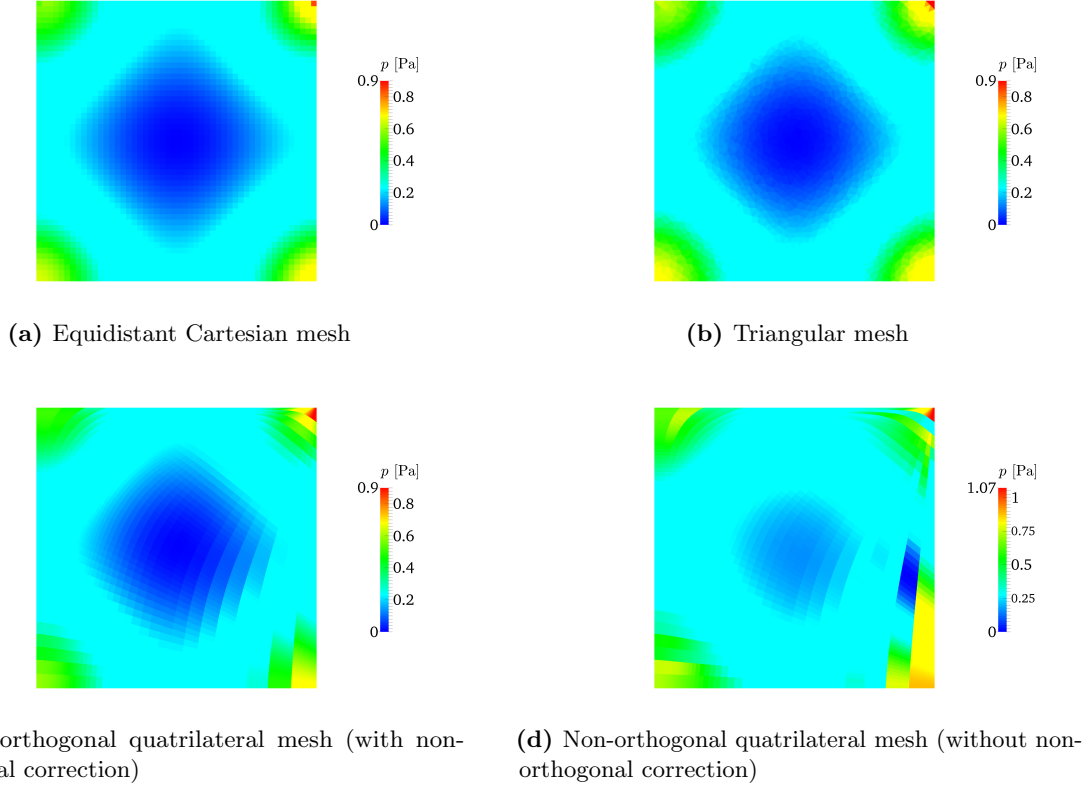 p [Pa]
0.9
0.8
0.6
0.4
0.2
0
p [Pa]
0.9
0.8
0.6
0.4
0.2
0
(a) Equidistant Cartesian mesh
(b) Triangular mesh
p [Pa]
0.9
0.8
0.6
0.4
0.2
0
p [Pa]
1.07
1
0.75
0.5
0.25
0
orthogonal quatrilateral mesh (with non-
al correction)
(d) Non-orthogonal quatrilateral mesh (without non-
orthogonal correction)